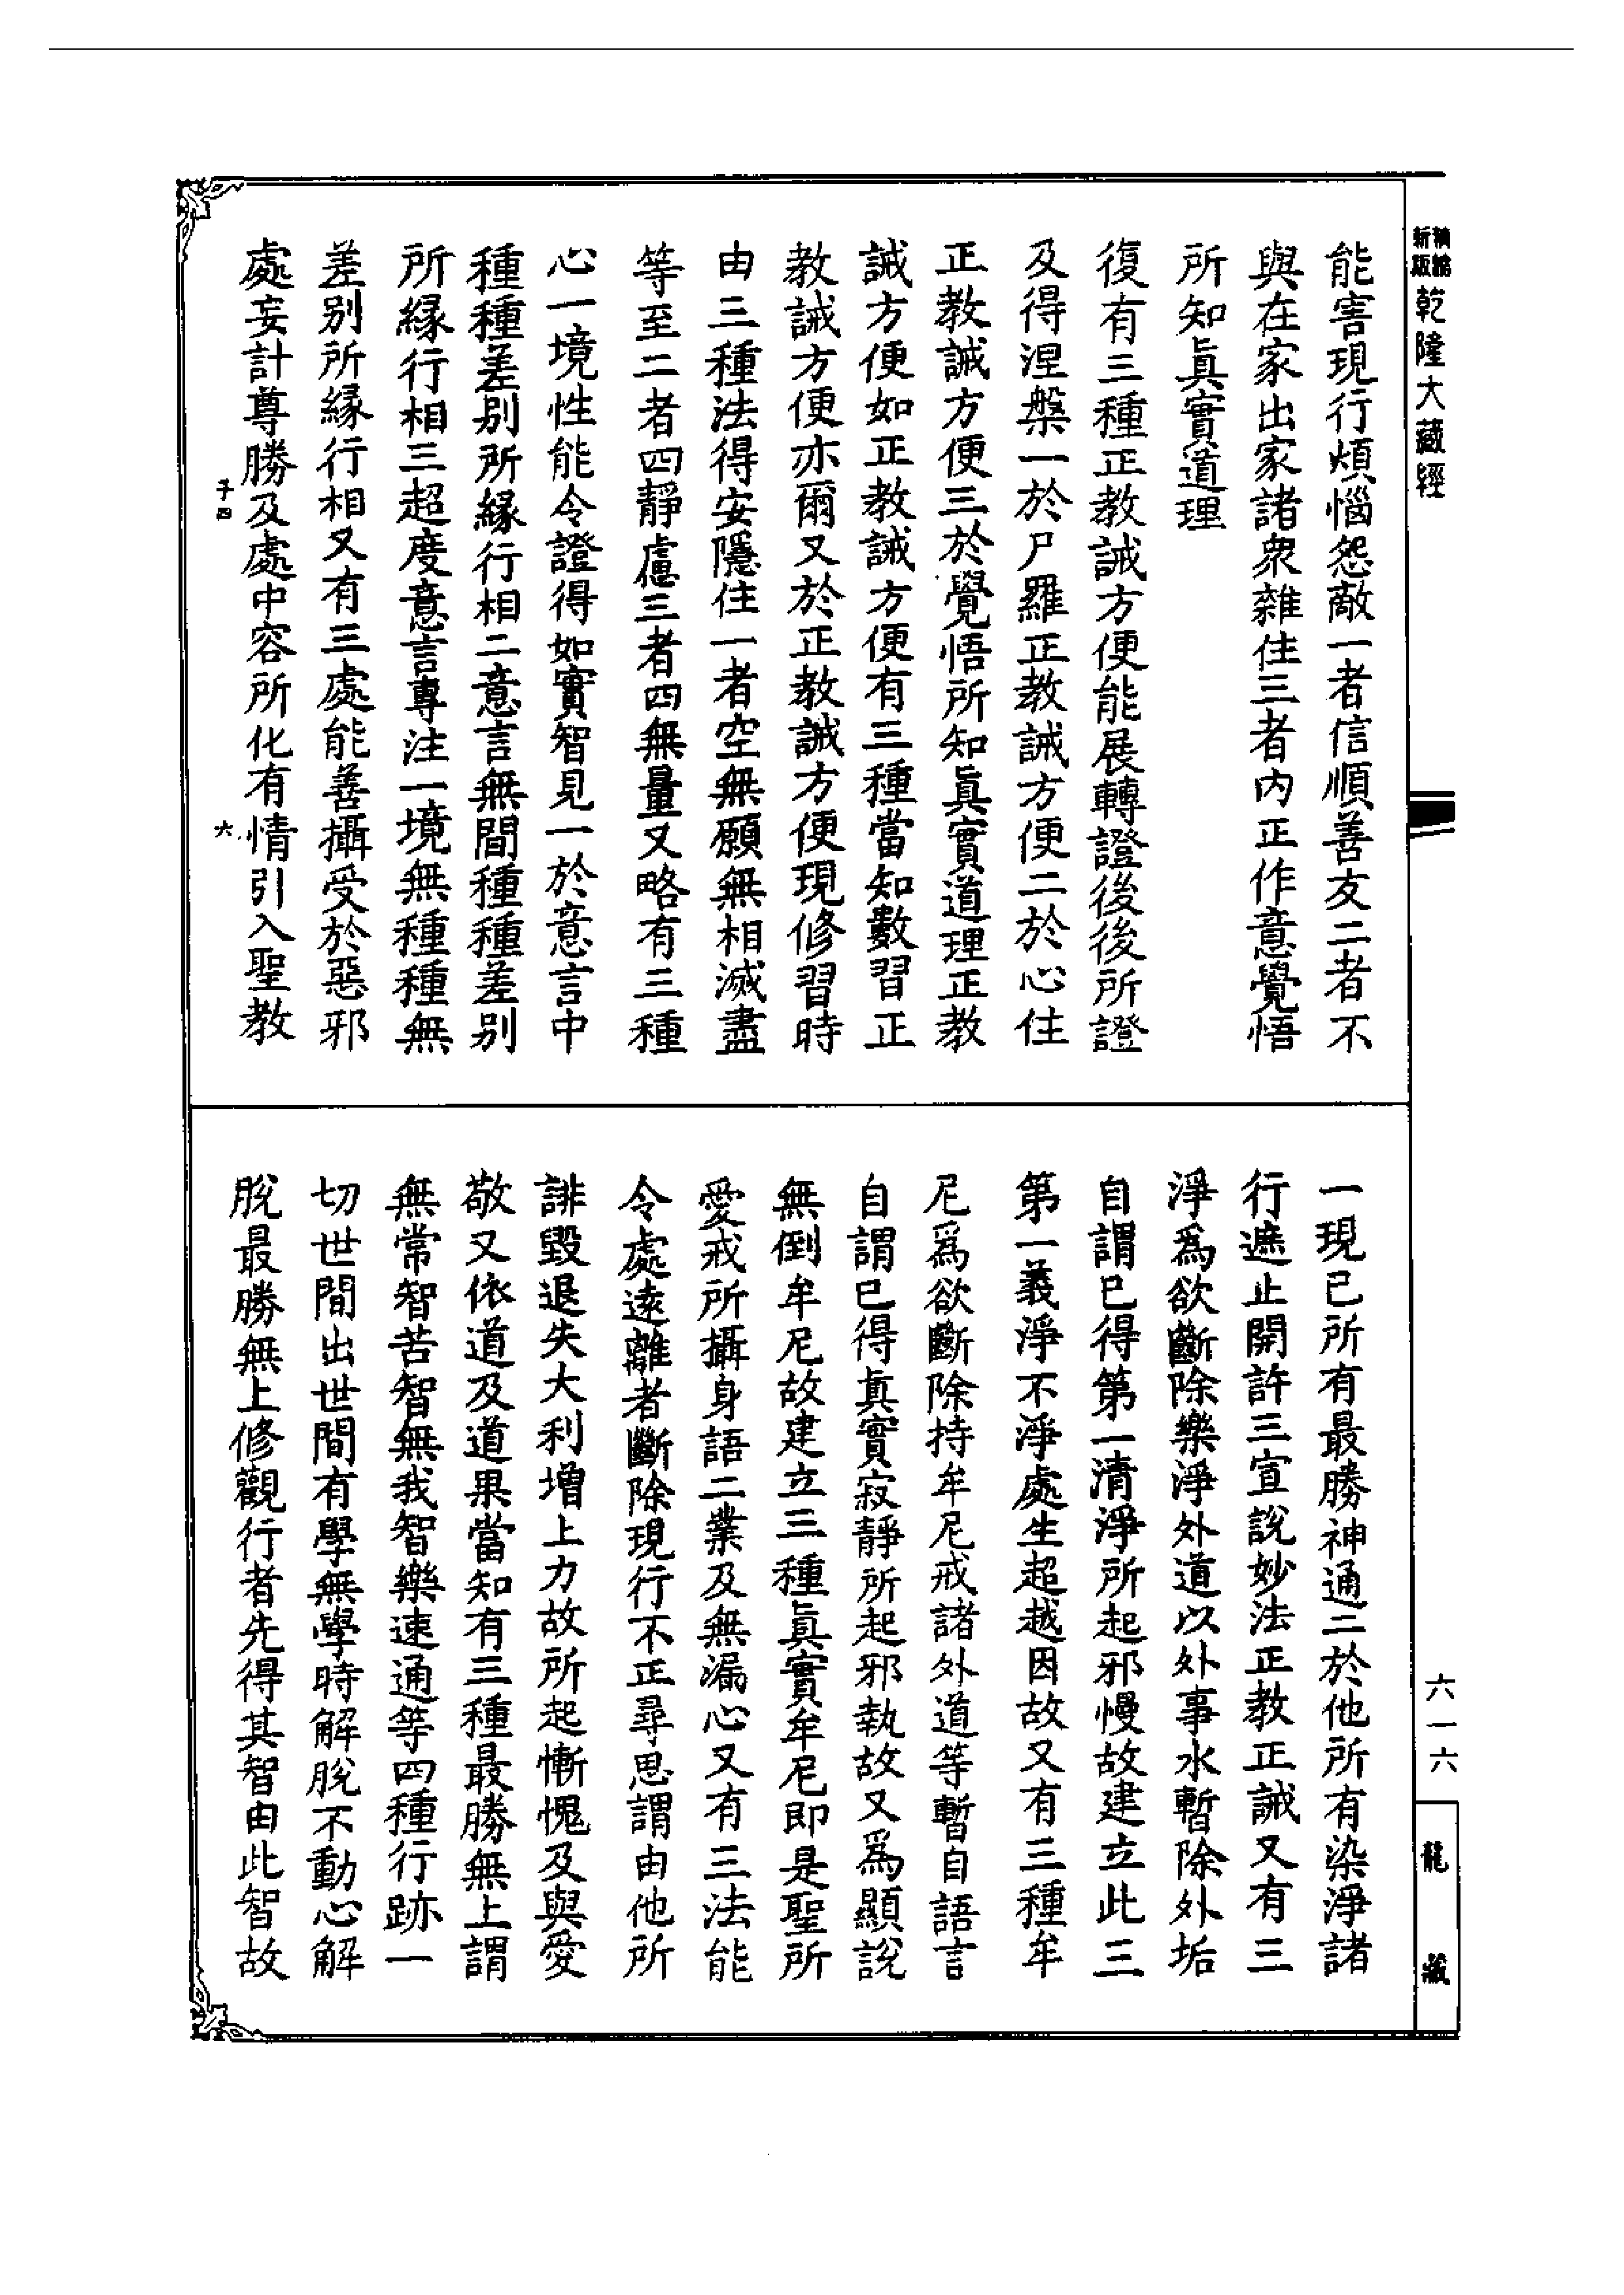 新版精縮乾隆大藏經
能害現行煩惱怨敵一者信順善友二者不
與在家出家諸衆雜住三者內正作意覺悟
所知眞實道理
復有三種正教誡方便能展轉證後後所證
及得涅槃一於尸羅正教誡方便二於心住
正教誡方便三於覺悟所知眞實道理正教
誡方便如正教誡方便有三種當知數習正
教誡方便亦爾又於正教誡方便現修習時
由三種法得安隱住一者空無願無相滅盡
等至二者四靜慮三者四無量又略有三種
心一境性能令證得如實智見一於意言中
種種差別所緣行相二意言無間種種差別
所緣行相三超度意言專注一境無種種無
差別所緣行相又有三處能善攝受於惡邪
處妄計尊勝及處中容所化有情引入聖教
子四
六
一現已所有最勝神通二於他所有染淨諸
行遮止開許三宣說妙法正教正誡又有三
淨爲欲斷除樂淨外道以外事水暫除外垢
自謂已得第一清淨所起邪慢故建立此三
第一義淨不淨處生超越因故又有三種牟
尼爲欲斷除持牟尼戒諸外道等暫自語言
自謂已得眞實寂靜所起邪執故又爲顯說
無倒牟尼故建立三種眞實牟尼即是聖所
愛戒所攝身語二業及無漏心又有三法能
令處遠離者斷除現行不正尋思謂由他所
誹毀退失大利增上力故所起慚愧及與愛
敬又依道及道果當知有三種最勝無上謂
無常智苦智無我智樂速通等四種行跡一
切世間出世間有學無學時解脫不動心解
脫最勝無上修觀行者先得其智由此智故
六一六
龍藏